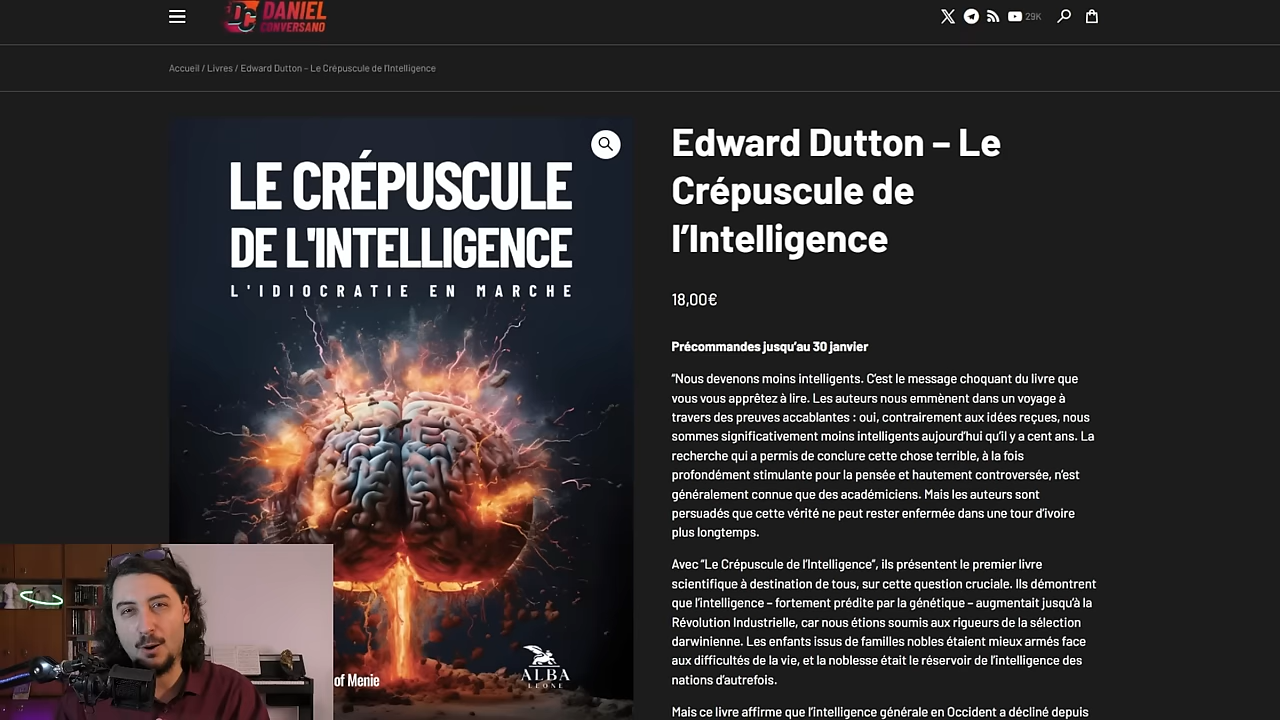 DC DANIEL
CONVERSANO
29K
Accueil / Livres / Edward Dutton – Le Crépuscule de l'Intelligence
LE CRÉPUSCULE
DE L'INTELLIGENCE
L'IDIOCRATIE EN MARCHE
of Menie
ALBA
LEONE
Edward Dutton – Le
Crépuscule de
l’Intelligence
18,00€
Précommandes jusqu’au 30 janvier
“Nous devenons moins intelligents. C’est le message choquant du livre que
vous vous apprêtez à lire. Les auteurs nous emmènent dans un voyage à
travers des preuves accablantes : oui, contrairement aux idées reçues, nous
sommes significativement moins intelligents aujourd’hui qu’il y a cent ans. La
recherche qui a permis de conclure cette chose terrible, à la fois
profondément stimulante pour la pensée et hautement controversée, n’est
généralement connue que des académiciens. Mais les auteurs sont
persuadés que cette vérité ne peut rester enfermée dans une tour d’ivoire
plus longtemps.
Avec “Le Crépuscule de l’Intelligence”, ils présentent le premier livre
scientifique à destination de tous, sur cette question cruciale. Ils démontrent
que l’intelligence – fortement prédite par la génétique – augmentait jusqu’à la
Révolution Industrielle, car nous étions soumis aux rigueurs de la sélection
darwinienne. Les enfants issus de familles nobles étaient mieux armés face
aux difficultés de la vie, et la noblesse était le réservoir de l’intelligence des
nations d’autrefois.
Mais ce livre affirme que l’intelligence générale en Occident a décliné depuis